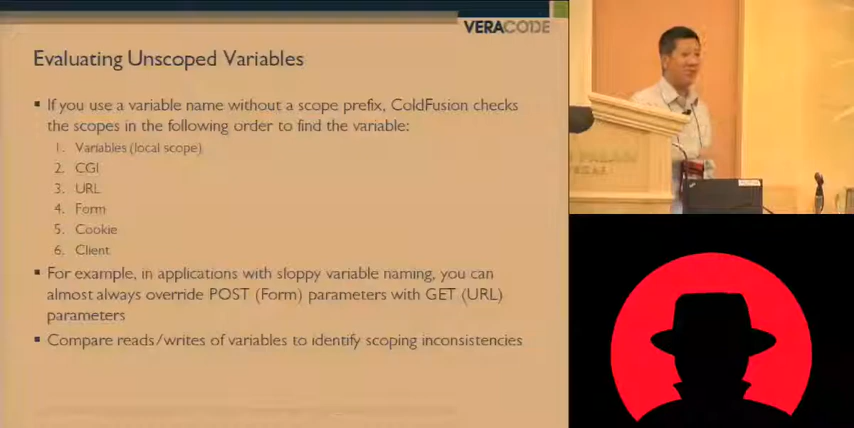 VERACODE
Evaluating Unscoped Variables
▪ If you use a variable name without a scope prefix, ColdFusion checks
the scopes in the following order to find the variable:
1. Variables (local scope)
2. CGI
3. URL
4. Form
5. Cookie
6. Client
▪ For example, in applications with sloppy variable naming, you can
almost always override POST (Form) parameters with GET (URL)
parameters
▪ Compare reads/writes of variables to identify scoping inconsistencies